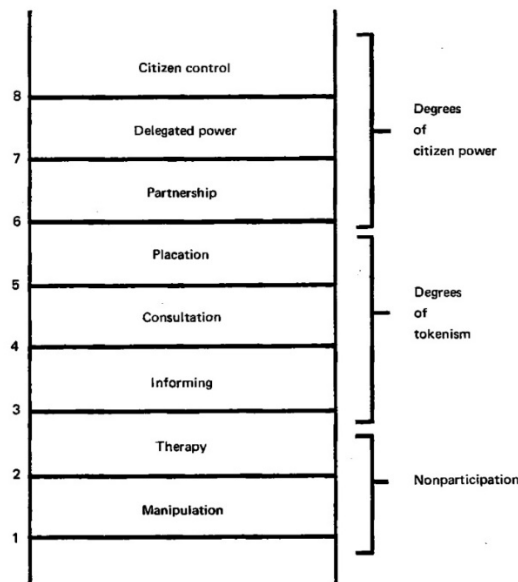 Citizen control
8
Delegated power
7
Partnership
6
Placation
5
Consultation
4
Informing
3
Therapy
2
Manipulation
1
Degrees
of
citizen power
Degrees
of
tokenism
Nonparticipation